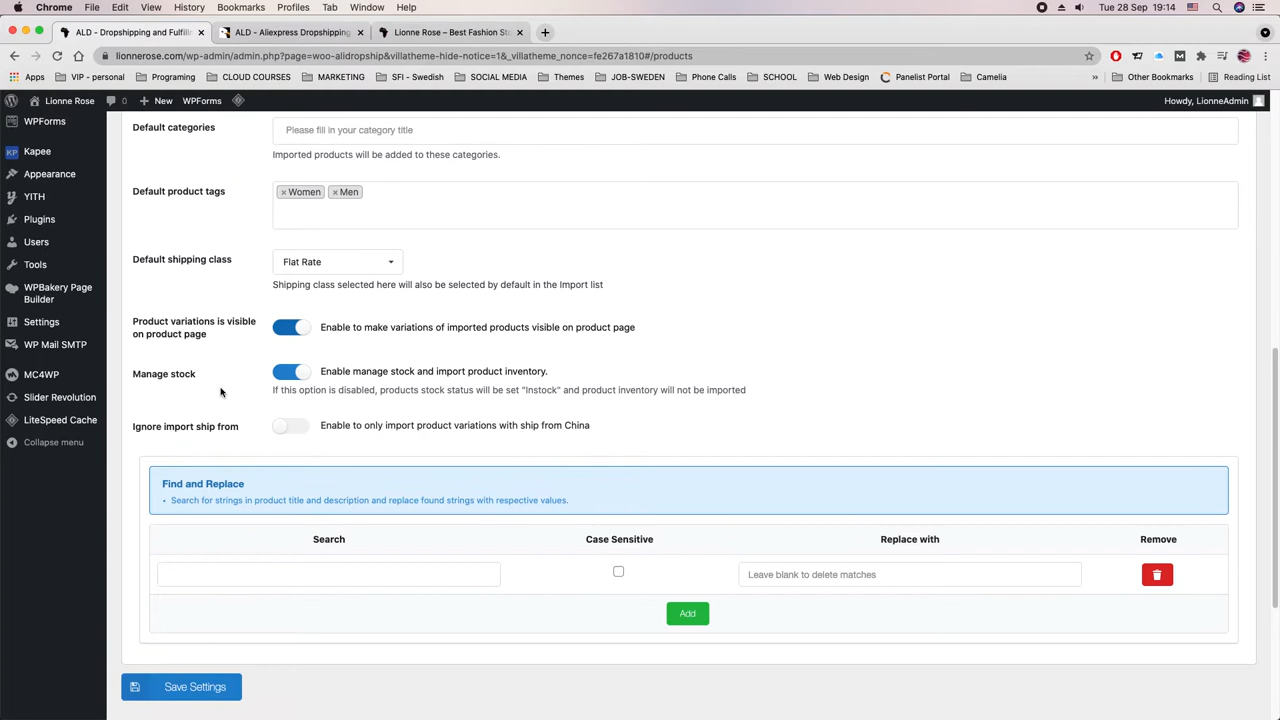 Chrome File Edit View History Bookmarks Profiles Tab Window Help
Tue 28 Sep 19:14
ALD - Dropshipping and Fulfillin
ALD - Aliexpress Dropshipping
Lionne Rose – Best Fashion Sto
lionnerose.com/wp-admin/admin.php?page=woo-alidropship&villatheme-hide-notice=1&_villatheme_nonce=fe267a1810#/products
Apps VIP - personal Programing CLOUD COURSES MARKETING SFI - Swedish SOCIAL MEDIA Themes JOB-SWEDEN Phone Calls SCHOOL Web Design Panelist Portal Camelia » Other Bookmarks Reading List
Lionne Rose 0 New WPForms Howdy, LionneAdmin
WPForms
Kapee
Appearance
YITH
Plugins
Users
Tools
WPBakery Page
Builder
Settings
WP Mail SMTP
MC4WP
Slider Revolution
LiteSpeed Cache
Collapse menu
Default categories
Please fill in your category title
Imported products will be added to these categories.
Default product tags
× Women × Men
Default shipping class
Flat Rate
Shipping class selected here will also be selected by default in the Import list
Product variations is visible
on product page
Enable to make variations of imported products visible on product page
Manage stock
Enable manage stock and import product inventory.
If this option is disabled, products stock status will be set "Instock" and product inventory will not be imported
Ignore import ship from
Enable to only import product variations with ship from China
Find and Replace
• Search for strings in product title and description and replace found strings with respective values.
Search Case Sensitive Replace with Remove
Leave blank to delete matches
Add
Save Settings